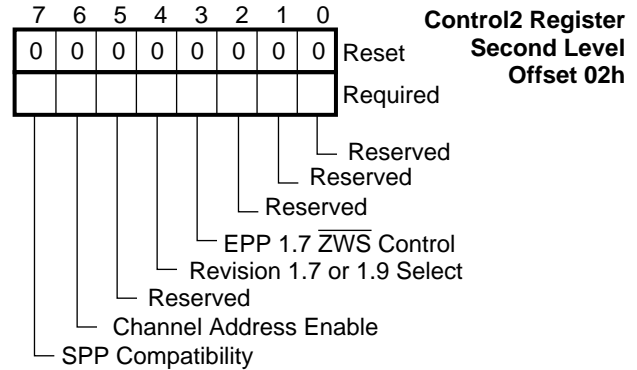 7 6 5 4 3 2 1 0
Control2 Register
Second Level
Offset 02h
0 0 0 0 0 0 0 0 Reset
Required
Reserved
Reserved
Reserved
EPP 1.7 Z̅W̅S̅ Control
Revision 1.7 or 1.9 Select
Reserved
Channel Address Enable
SPP Compatibility